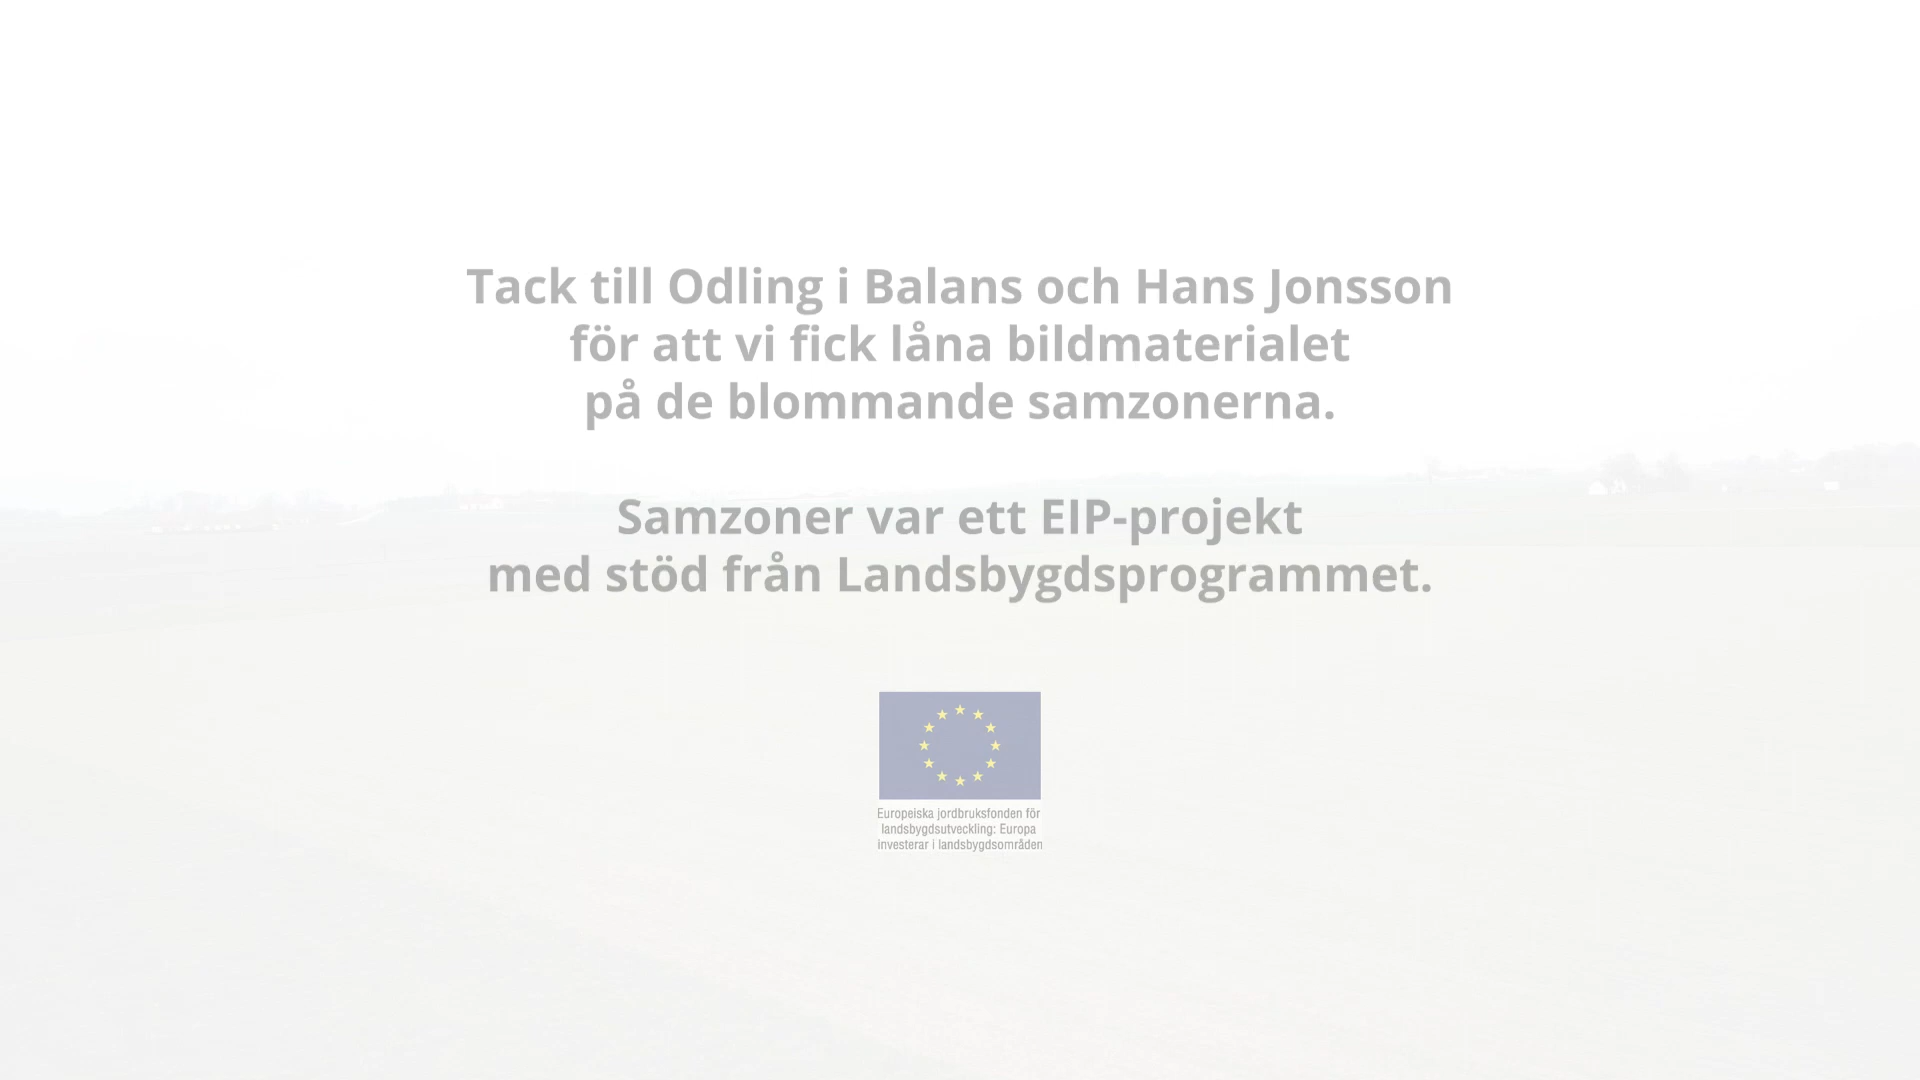 Tack till Odling i Balans och Hans Jonsson
för att vi fick låna bildmaterialet
på de blommande samzonerna.
Samzoner var ett EIP-projekt
med stöd från Landsbygdsprogrammet.
Europeiska jordbruksfonden för
landsbygdsutveckling: Europa
investerar i landsbygdsområden